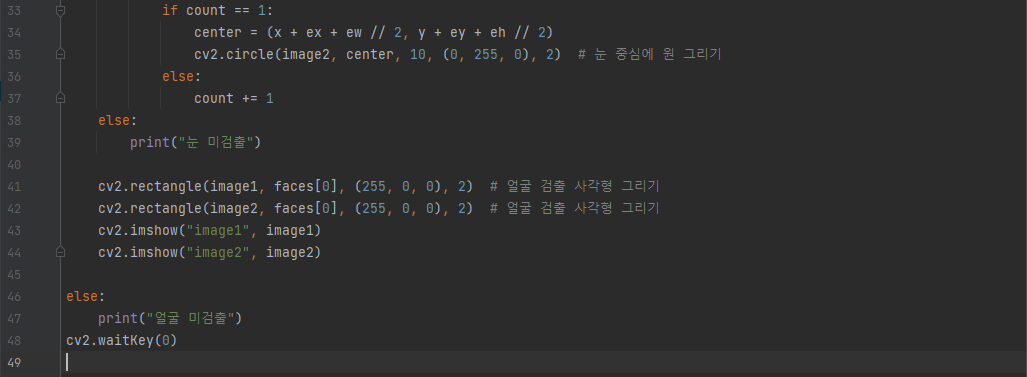 33 if count == 1:
34 center = (x + ex + ew // 2, y + ey + eh // 2)
35 cv2.circle(image2, center, 10, (0, 255, 0), 2)  # 눈 중심에 원 그리기
36 else:
37 count += 1
38 else:
39 print("눈 미검출")
40
41 cv2.rectangle(image1, faces[0], (255, 0, 0), 2)  # 얼굴 검출 사각형 그리기
42 cv2.rectangle(image2, faces[0], (255, 0, 0), 2)  # 얼굴 검출 사각형 그리기
43 cv2.imshow("image1", image1)
44 cv2.imshow("image2", image2)
45
46 else:
47 print("얼굴 미검출")
48 cv2.waitKey(0)
49